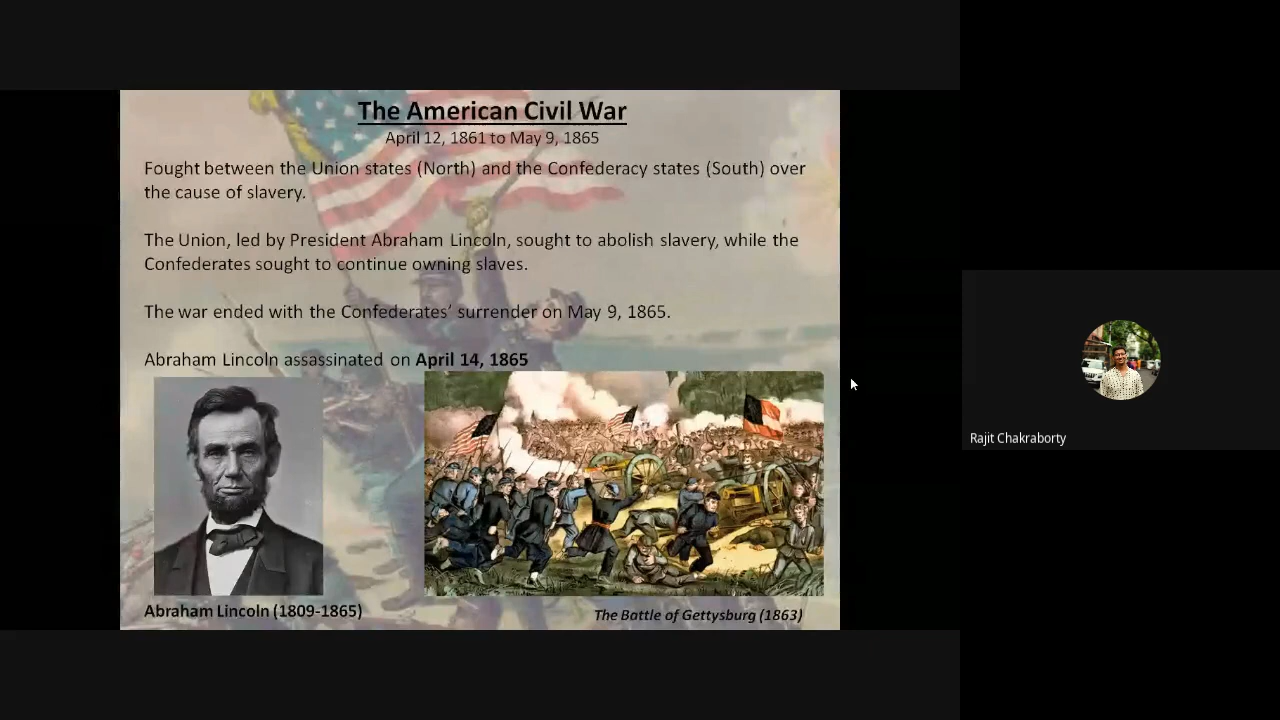 The American Civil War
April 12, 1861 to May 9, 1865
Fought between the Union states (North) and the Confederacy states (South) over
the cause of slavery.
The Union, led by President Abraham Lincoln, sought to abolish slavery, while the
Confederates sought to continue owning slaves.
The war ended with the Confederates’ surrender on May 9, 1865.
Abraham Lincoln assassinated on April 14, 1865
Abraham Lincoln (1809-1865)
The Battle of Gettysburg (1863)
Rajit Chakraborty